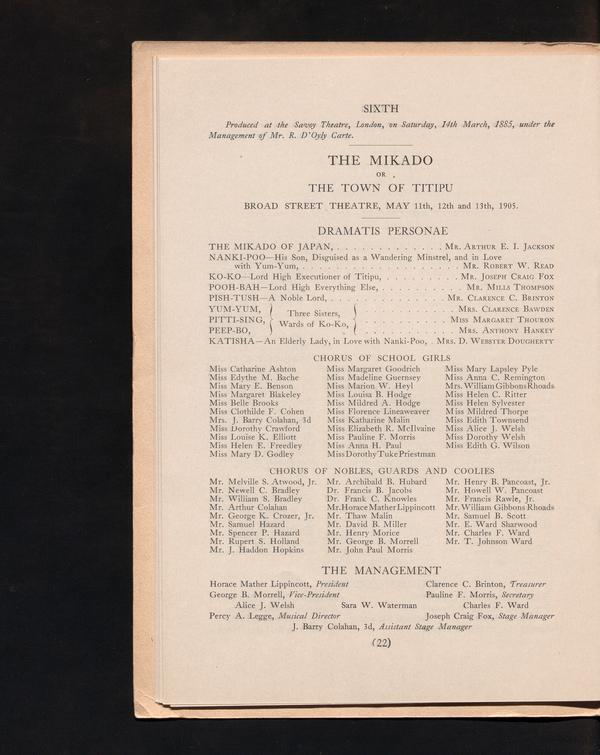 SIXTH
Produced at the Savoy Theatre, London, on Saturday, 14th March, 1885, under the
Management of Mr. R. D'Oyly Carte.
THE MIKADO
OR
THE TOWN OF TITIPU
BROAD STREET THEATRE, MAY 11th, 12th and 13th, 1905.
DRAMATIS PERSONAE
THE MIKADO OF JAPAN, . . . . . . . . . . . . . Mr. Arthur E. I. Jackson
NANKI-POO—His Son, Disguised as a Wandering Minstrel, and in Love
with Yum-Yum, . . . . . . . . . . . . . . . . . . Mr. Robert W. Read
KO-KO—Lord High Executioner of Titipu, . . . . . . . . . Mr. Joseph Craig Fox
POOH-BAH—Lord High Everything Else, . . . . . . . . . . Mr. Mills Thompson
PISH-TUSH—A Noble Lord, . . . . . . . . . . . . . Mr. Clarence C. Brinton
YUM-YUM, . . . . . . . . . . Mrs. Clarence Bawden
PITTI-SING, Three Sisters, Wards of Ko-Ko, . . . . . . . . . Miss Margaret Thouron
PEEP-BO, . . . . . . . . . . Mrs. Anthony Hankey
KATISHA—An Elderly Lady, in Love with Nanki-Poo, . Mrs. D. Webster Dougherty
CHORUS OF SCHOOL GIRLS
Miss Catharine Ashton Miss Margaret Goodrich Miss Mary Lapsley Pyle
Miss Edythe M. Bache Miss Madeline Guernsey Miss Anna C. Remington
Miss Mary E. Benson Miss Marion W. Heyl Mrs. William Gibbons Rhoads
Miss Margaret Blakeley Miss Louisa B. Hodge Miss Helen C. Ritter
Miss Belle Brooks Miss Mildred A. Hodge Miss Helen Sylvester
Miss Clothilde F. Cohen Miss Florence Lineaweaver Miss Mildred Thorpe
Mrs. J. Barry Colahan, 3d Miss Katharine Malin Miss Edith Townsend
Miss Dorothy Crawford Miss Elizabeth R. McIlvaine Miss Alice J. Welsh
Miss Louise K. Elliott Miss Pauline F. Morris Miss Dorothy Welsh
Miss Helen E. Freedley Miss Anna H. Paul Miss Edith G. Wilson
Miss Mary D. Godley Miss Dorothy Tuke Priestman
CHORUS OF NOBLES, GUARDS AND COOLIES
Mr. Melville S. Atwood, Jr. Mr. Archibald B. Hubard Mr. Henry B. Pancoast, Jr.
Mr. Newell C. Bradley Dr. Francis B. Jacobs Mr. Howell W. Pancoast
Mr. William S. Bradley Dr. Frank C. Knowles Mr. Francis Rawle, Jr.
Mr. Arthur Colahan Mr. Horace Mather Lippincott Mr. William Gibbons Rhoads
Mr. George K. Crozer, Jr. Mr. Thaw Malin Mr. Samuel B. Scott
Mr. Samuel Hazard Mr. David B. Miller Mr. E. Ward Sharwood
Mr. Spencer P. Hazard Mr. Henry Morice Mr. Charles F. Ward
Mr. Rupert S. Holland Mr. George B. Morrell Mr. T. Johnson Ward
Mr. J. Haddon Hopkins Mr. John Paul Morris
THE MANAGEMENT
Horace Mather Lippincott, President Clarence C. Brinton, Treasurer
George B. Morrell, Vice-President Pauline F. Morris, Secretary
Alice J. Welsh Sara W. Waterman Charles F. Ward
Percy A. Legge, Musical Director Joseph Craig Fox, Stage Manager
J. Barry Colahan, 3d, Assistant Stage Manager
(22)